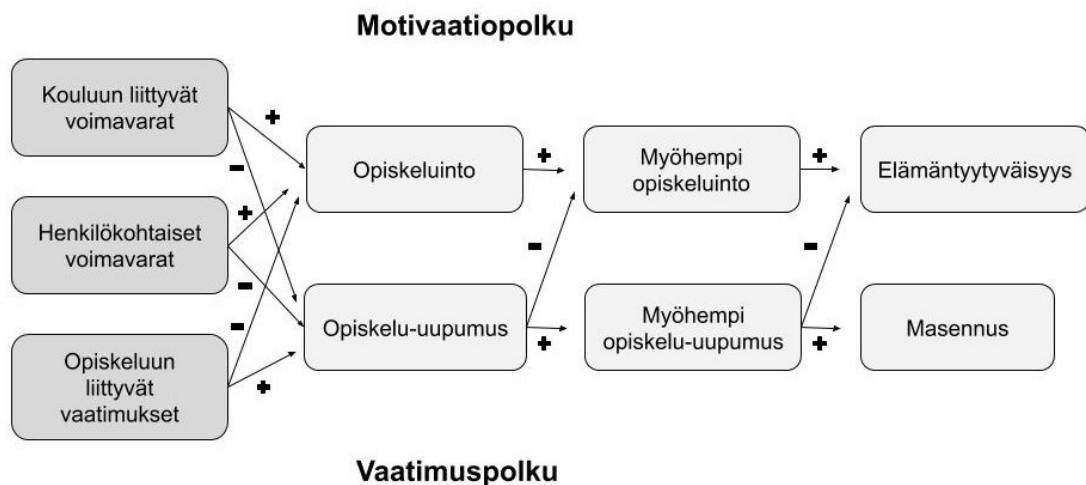 Motivaatiopolku
Kouluun liittyvät
voimavarat
Henkilökohtaiset
voimavarat
Opiskeluun
liittyvät
vaatimukset
+
-
+
-
-
+
Opiskeluinto
Opiskelu-uupumus
+
-
+
Myöhempi
opiskeluinto
Myöhempi
opiskelu-uupumus
+
-
+
Elämäntyytyväisyys
Masennus
Vaatimuspolku